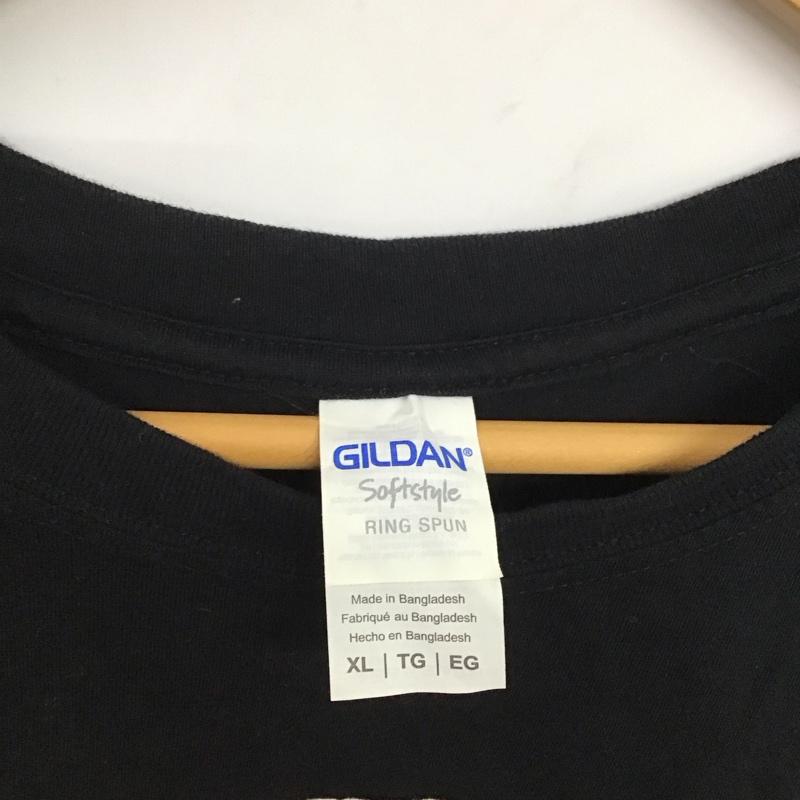 GILDAN®
Softstyle
RING SPUN
Made in Bangladesh
Fabriqué au Bangladesh
Hecho en Bangladesh
XL | TG | EG